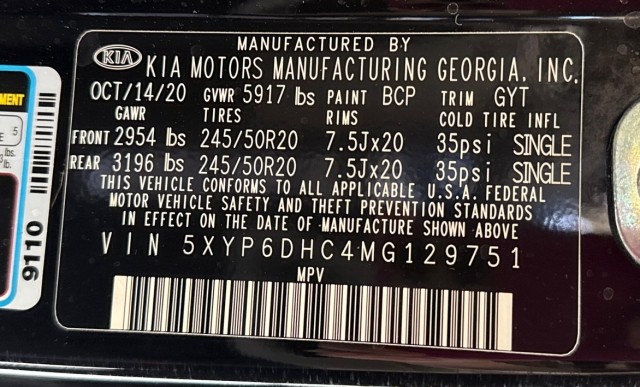 MANUFACTURED BY
KIA KIA MOTORS MANUFACTURING GEORGIA, INC.
OCT/14/20 GVWR 5917 lbs PAINT BCP TRIM GYT
GAWR TIRES RIMS COLD TIRE INFL
FRONT 2954 lbs 245/50R20 7.5Jx20 35psi SINGLE
REAR 3196 lbs 245/50R20 7.5Jx20 35psi SINGLE
THIS VEHICLE CONFORMS TO ALL APPLICABLE U.S.A. FEDERAL
MOTOR VEHICLE SAFETY AND THEFT PREVENTION STANDARDS
IN EFFECT ON THE DATE OF MANUFACTURE SHOWN ABOVE
VIN 5XYP6DHC4MG129751
MPV
5
lbs.
lb.
9110